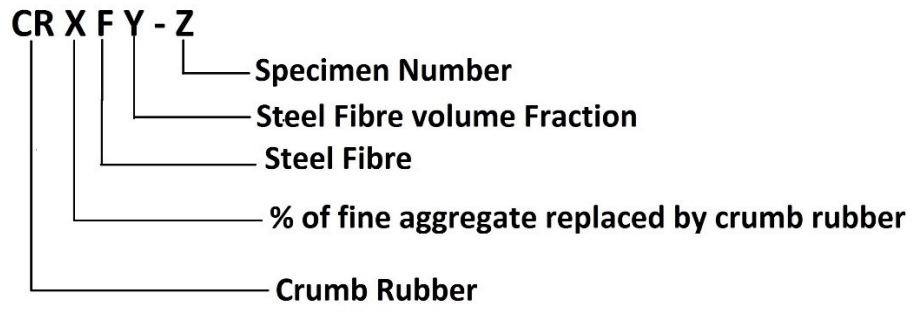 CR X F Y - Z
Specimen Number
Steel Fibre volume Fraction
Steel Fibre
% of fine aggregate replaced by crumb rubber
Crumb Rubber